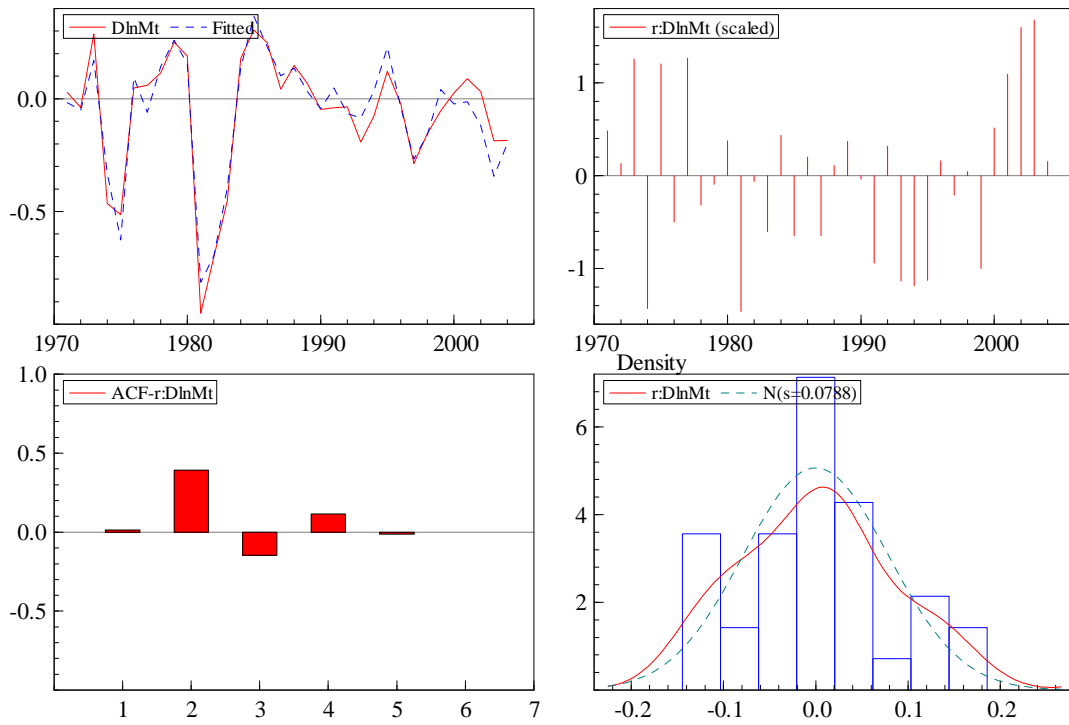 DlnMt Fitted
0.0
-0.5
1970 1980 1990 2000
r:DlnMt (scaled)
1
0
-1
1970 1980 1990 2000
1.0
ACF-r:DlnMt
0.5
0.0
-0.5
1 2 3 4 5 6 7
Density
r:DlnMt N(s=0.0788)
6
4
2
-0.2 -0.1 0.0 0.1 0.2